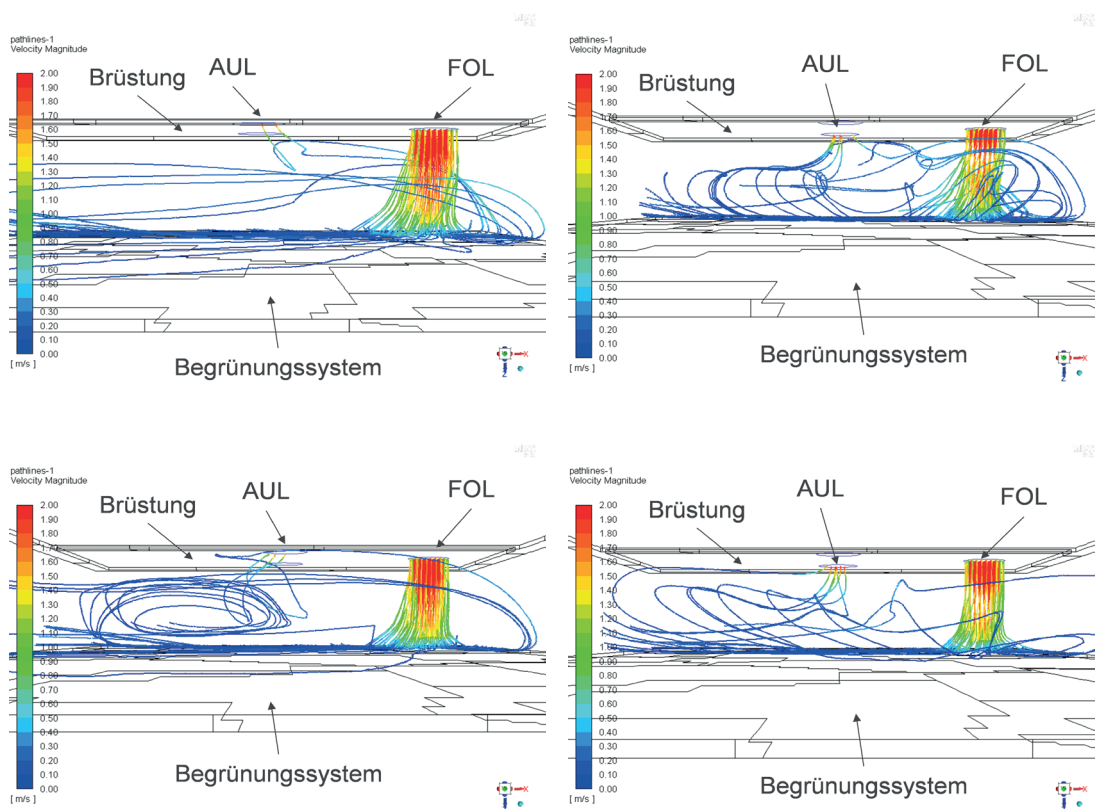 pathlines-1
Velocity Magnitude
Brüstung
AUL
FOL
2.00
1.90
1.80
1.70
1.60
1.50
1.40
1.30
1.20
1.10
1.00
0.90
0.80
0.70
0.60
0.50
0.40
0.30
0.20
0.10
0.00
[ m/s ]
Begrünungssystem
X
Z
pathlines-1
Velocity Magnitude
Brüstung
AUL
FOL
2.00
1.90
1.80
1.70
1.60
1.50
1.40
1.30
1.20
1.10
1.00
0.90
0.80
0.70
0.60
0.50
0.40
0.30
0.20
0.10
0.00
[ m/s ]
Begrünungssystem
X
Z
pathlines-1
Velocity Magnitude
Brüstung
AUL
FOL
2.00
1.90
1.80
1.70
1.60
1.50
1.40
1.30
1.20
1.10
1.00
0.90
0.80
0.70
0.60
0.50
0.40
0.30
0.20
0.10
0.00
[ m/s ]
Begrünungssystem
X
Z
pathlines-1
Velocity Magnitude
Brüstung
AUL
FOL
2.00
1.90
1.80
1.70
1.60
1.50
1.40
1.30
1.20
1.10
1.00
0.90
0.80
0.70
0.60
0.50
0.40
0.30
0.20
0.10
0.00
[ m/s ]
Begrünungssystem
X
Z